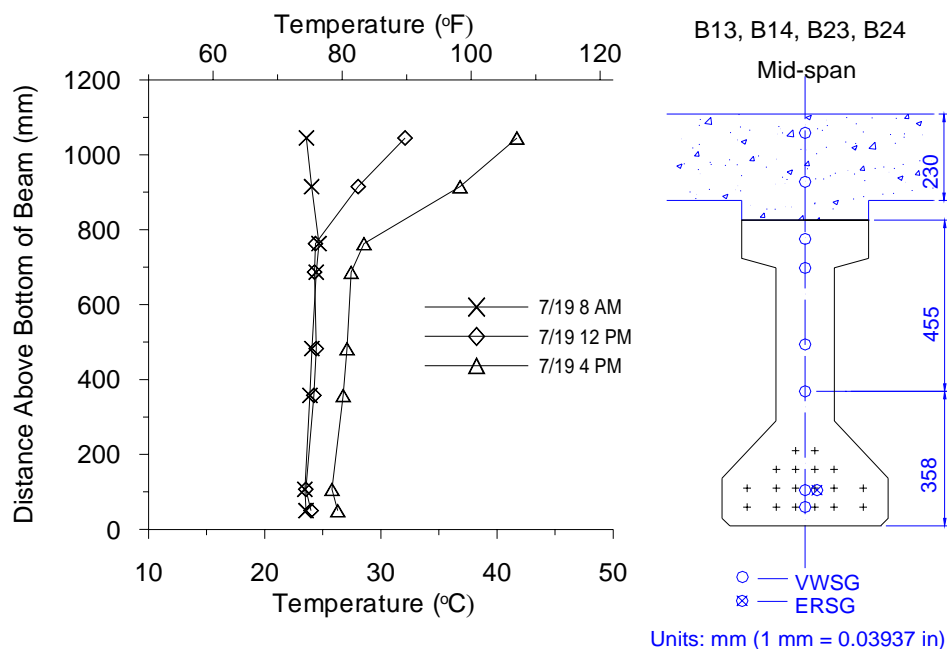 Temperature (oF)
60 80 100 120
B13, B14, B23, B24
Mid-span
Distance Above Bottom of Beam (mm)
1200
1000
800
600
400
200
0
7/19 8 AM
7/19 12 PM
7/19 4 PM
230
455
358
10 20 30 40 50
Temperature (oC)
VWSG
ERSG
Units: mm (1 mm = 0.03937 in)